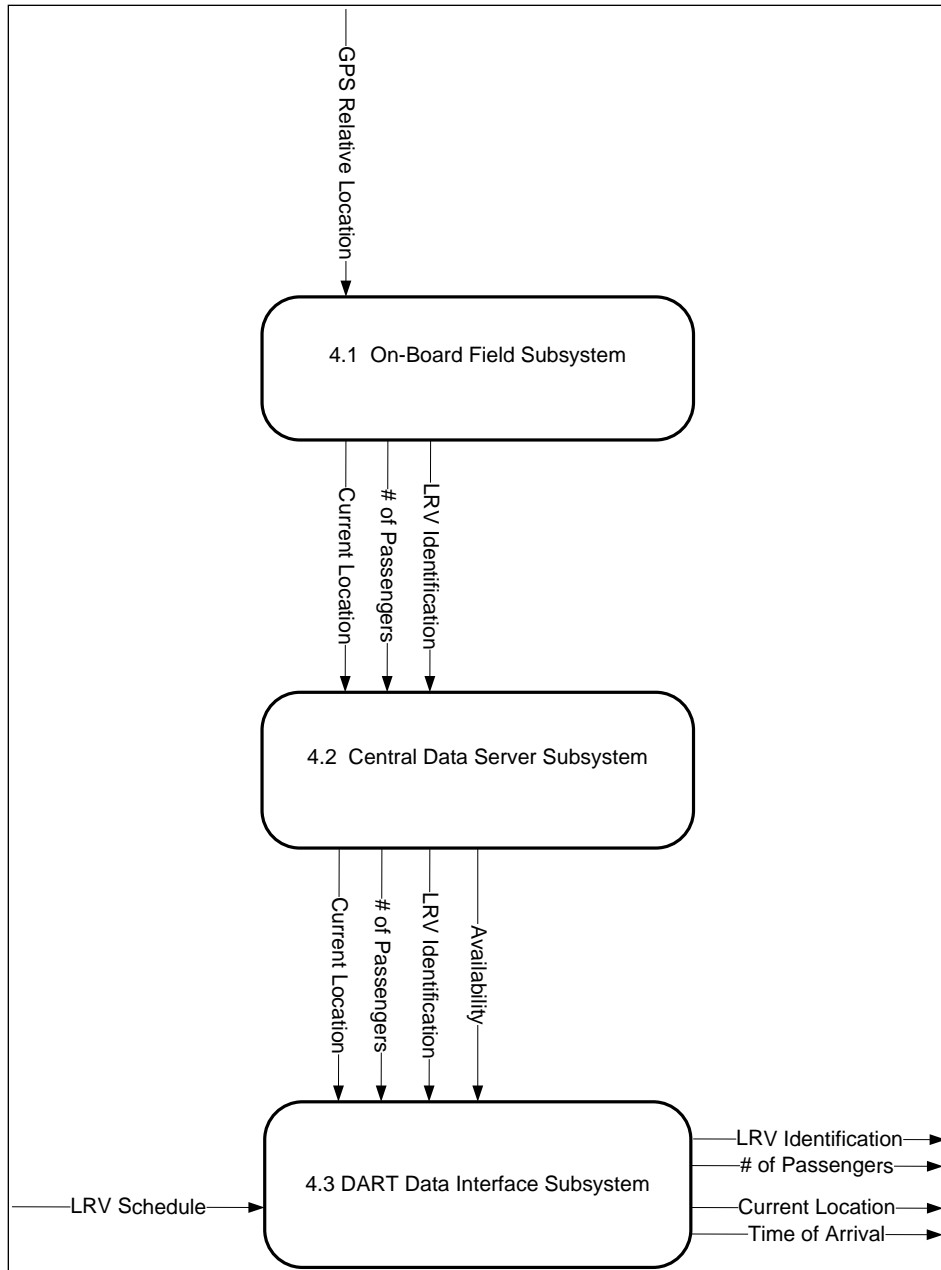 GPS Relative Location
4.1  On-Board Field Subsystem
Current Location
# of Passengers
LRV Identification
4.2  Central Data Server Subsystem
Current Location
# of Passengers
LRV Identification
Availability
4.3 DART Data Interface Subsystem
LRV Schedule
LRV Identification
# of Passengers
Current Location
Time of Arrival